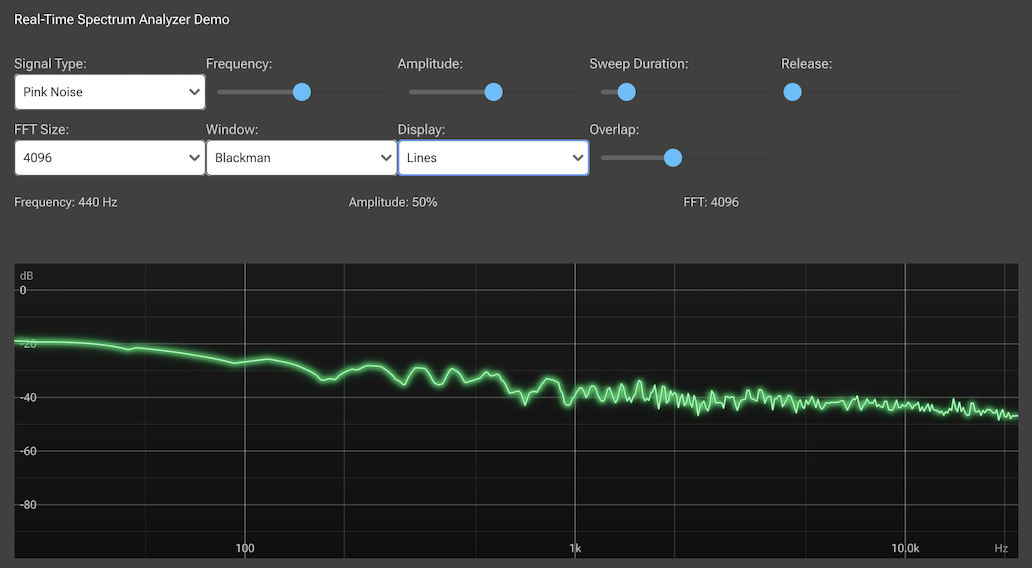 Real-Time Spectrum Analyzer Demo
Signal Type: Frequency: Amplitude: Sweep Duration: Release:
Pink Noise
FFT Size: Window: Display: Overlap:
4096 Blackman Lines
Frequency: 440 Hz Amplitude: 50% FFT: 4096
dB
0
-20
-40
-60
-80
100 1k 10.0k Hz